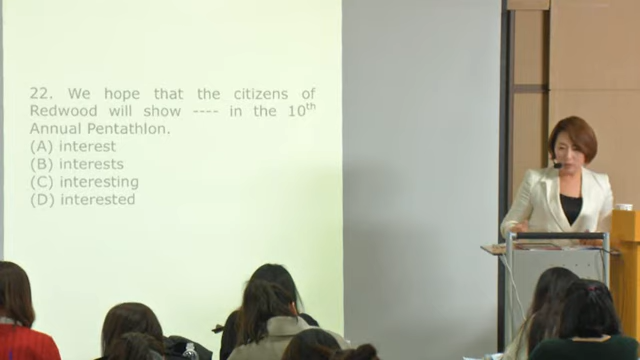 22. We hope that the citizens of
Redwood will show ---- in the 10th
Annual Pentathlon.
(A) interest
(B) interests
(C) interesting
(D) interested